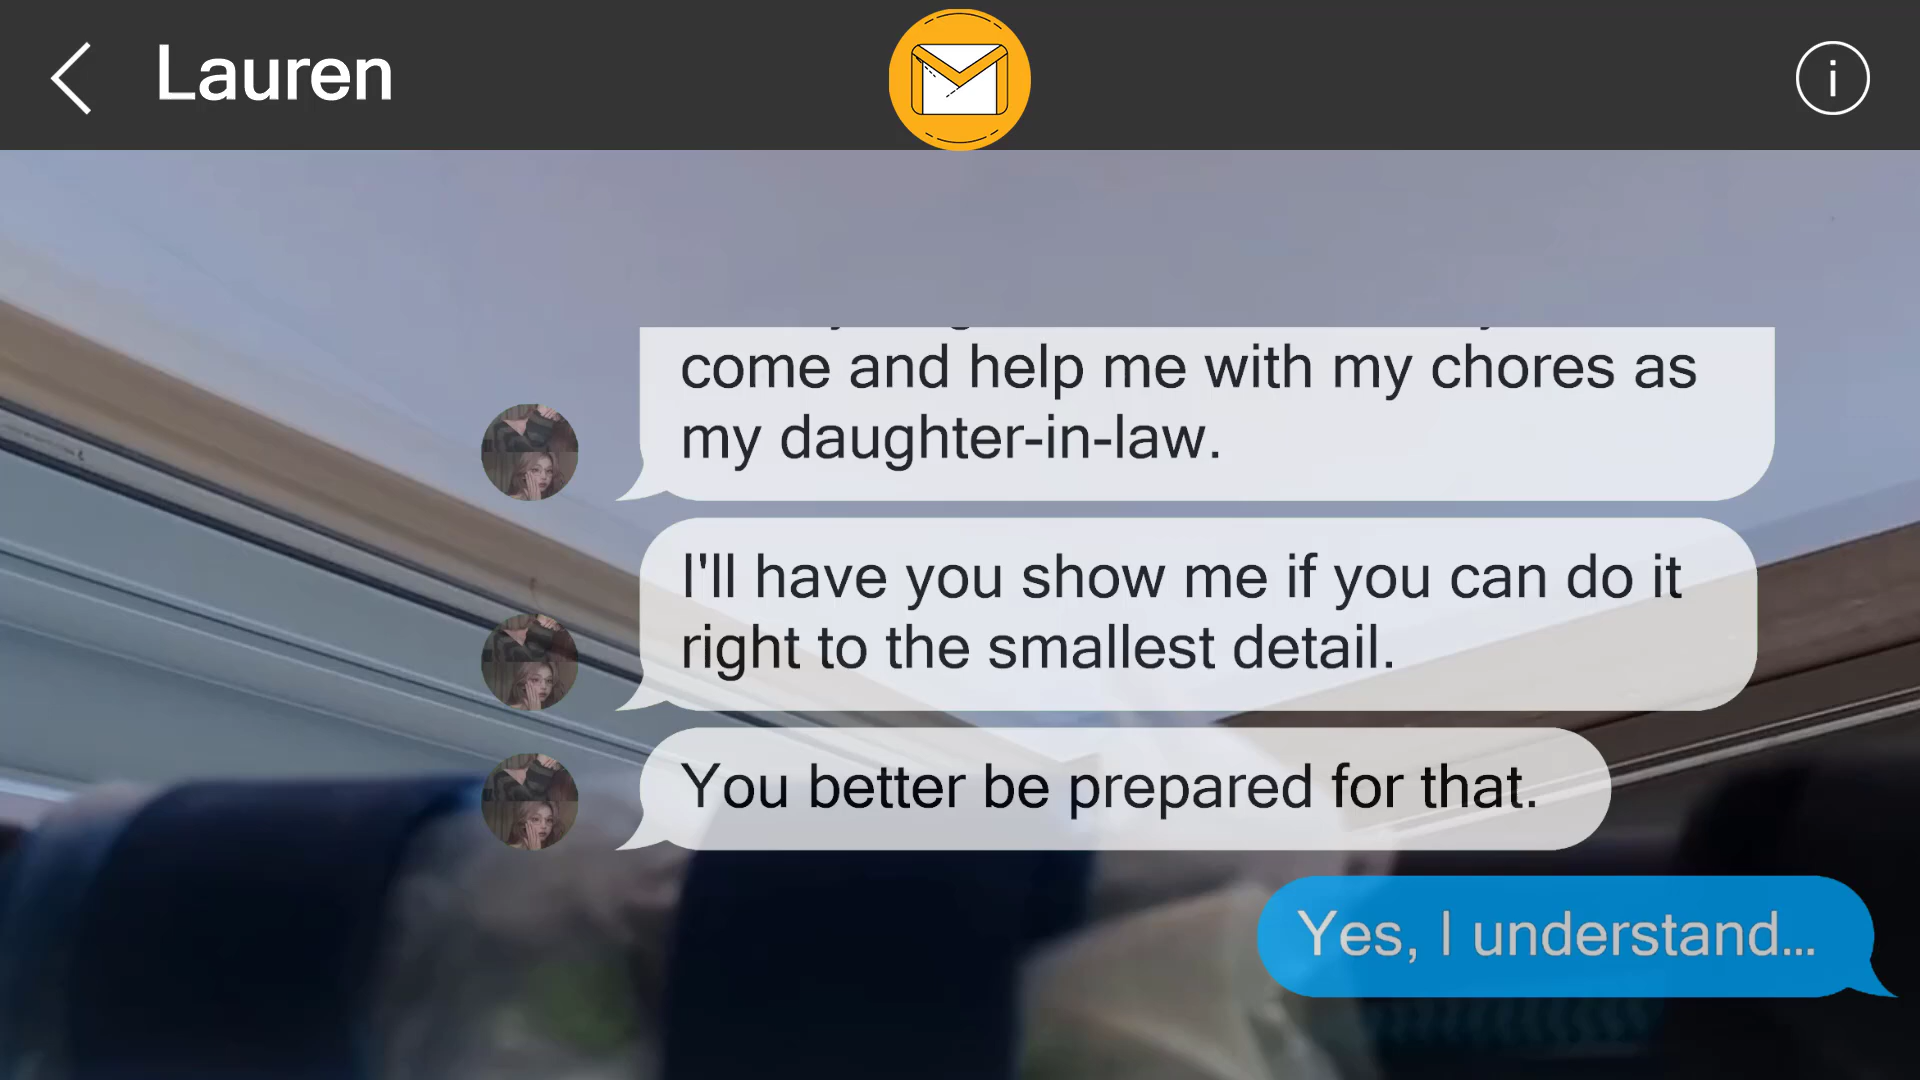 Lauren
i
come and help me with my chores as
my daughter-in-law.
I'll have you show me if you can do it
right to the smallest detail.
You better be prepared for that.
Yes, I understand...